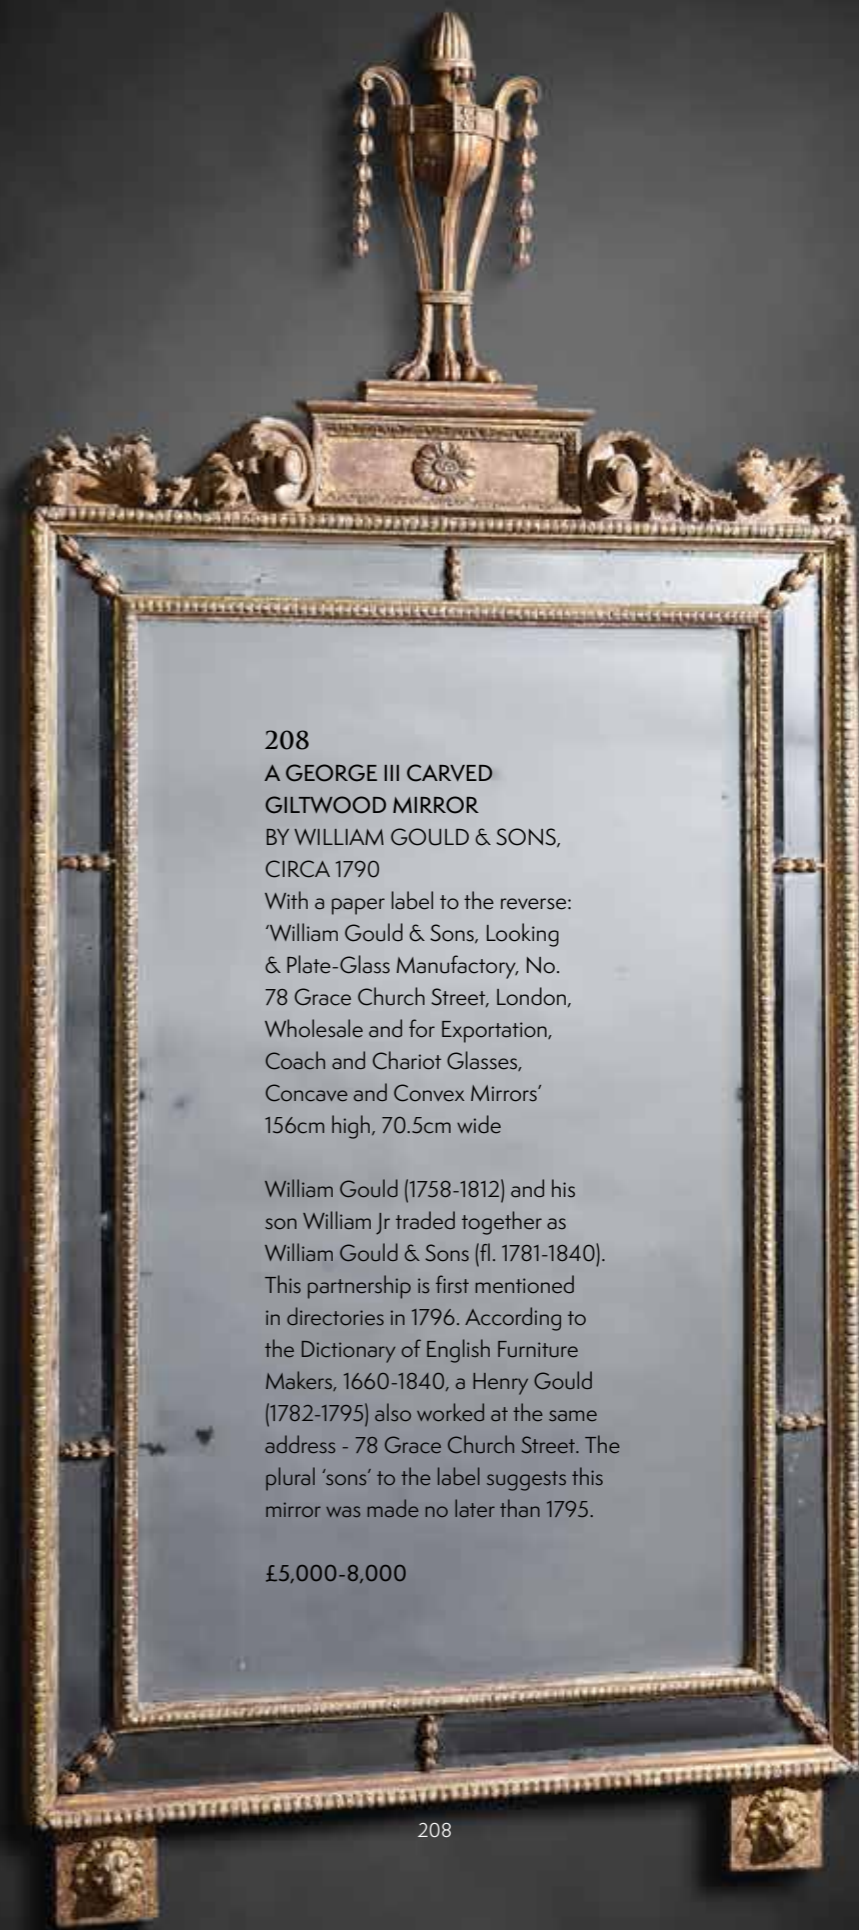 208
A GEORGE III CARVED
GILTWOOD MIRROR
BY WILLIAM GOULD & SONS,
CIRCA 1790
With a paper label to the reverse:
‘William Gould & Sons, Looking
& Plate-Glass Manufactory, No.
78 Grace Church Street, London,
Wholesale and for Exportation,
Coach and Chariot Glasses,
Concave and Convex Mirrors’
156cm high, 70.5cm wide

William Gould (1758-1812) and his
son William Jr traded together as
William Gould & Sons (fl. 1781-1840).
This partnership is first mentioned
in directories in 1796. According to
the Dictionary of English Furniture
Makers, 1660-1840, a Henry Gould
(1782-1795) also worked at the same
address - 78 Grace Church Street. The
plural ‘sons’ to the label suggests this
mirror was made no later than 1795.

£5,000-8,000
208